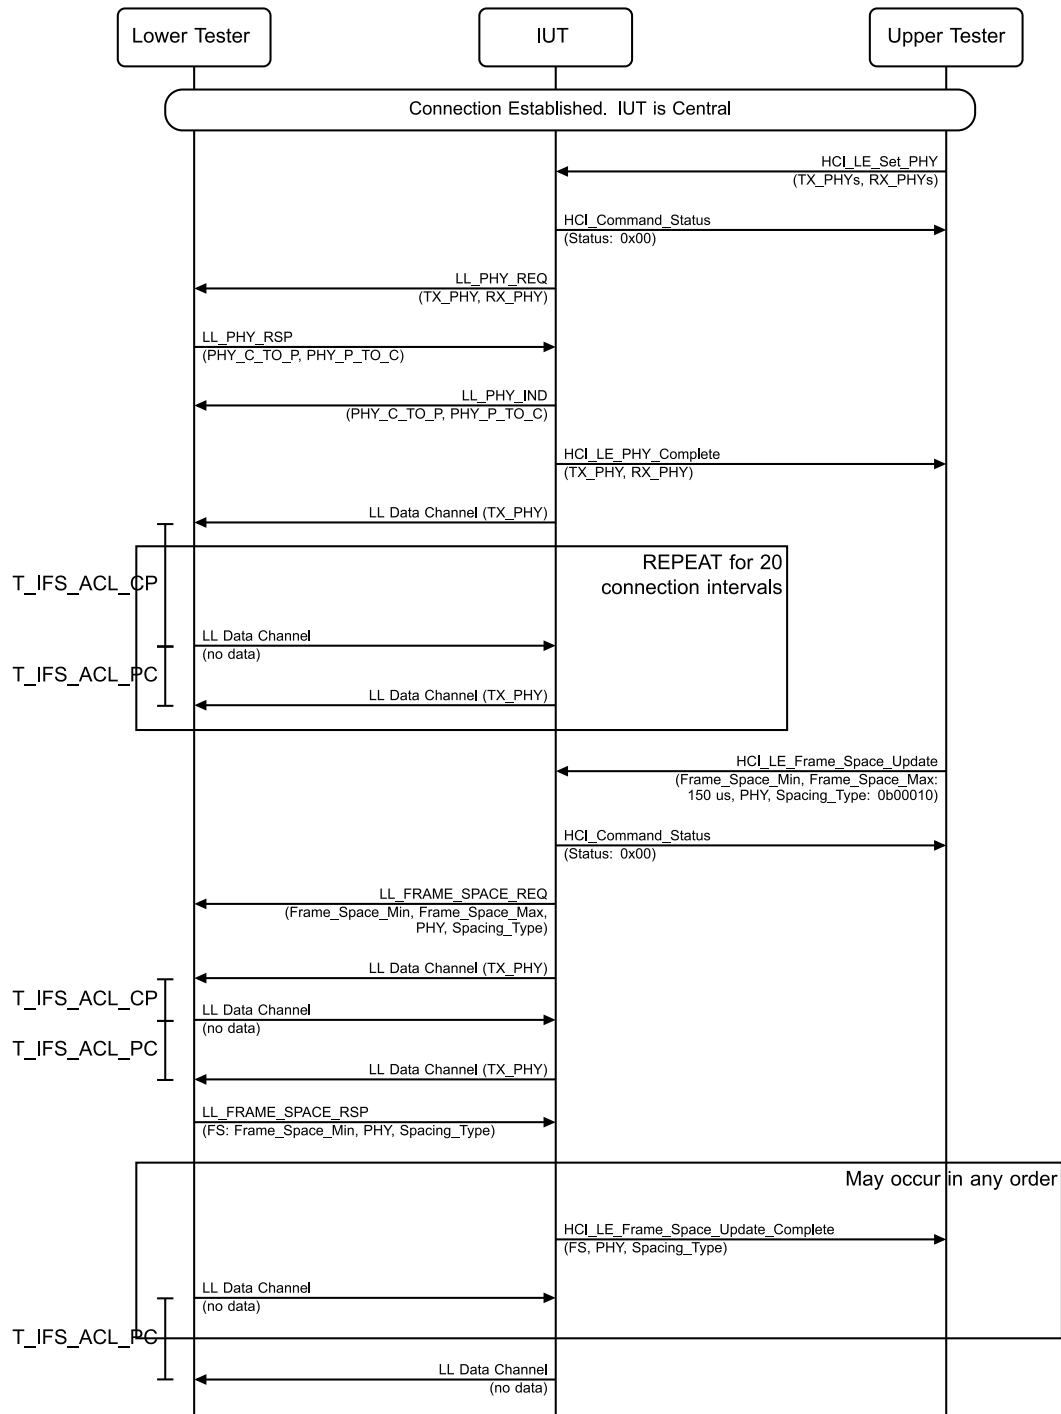 Lower Tester
IUT
Upper Tester
Connection Established.  IUT is Central
HCI_LE_Set_PHY
(TX_PHYs, RX_PHYs)
HCI_Command_Status
(Status:  0x00)
LL_PHY_REQ
(TX_PHY, RX_PHY)
LL_PHY_RSP
(PHY_C_TO_P, PHY_P_TO_C)
LL_PHY_IND
(PHY_C_TO_P, PHY_P_TO_C)
HCI_LE_PHY_Complete
(TX_PHY, RX_PHY)
LL Data Channel (TX_PHY)
REPEAT for 20
connection intervals
T_IFS_ACL_CP
LL Data Channel
(no data)
T_IFS_ACL_PC
LL Data Channel (TX_PHY)
HCI_LE_Frame_Space_Update
(Frame_Space_Min, Frame_Space_Max:
150 us, PHY, Spacing_Type:  0b00010)
HCI_Command_Status
(Status:  0x00)
LL_FRAME_SPACE_REQ
(Frame_Space_Min, Frame_Space_Max,
PHY, Spacing_Type)
LL Data Channel (TX_PHY)
T_IFS_ACL_CP
LL Data Channel
(no data)
T_IFS_ACL_PC
LL Data Channel (TX_PHY)
LL_FRAME_SPACE_RSP
(FS:  Frame_Space_Min, PHY, Spacing_Type)
May occur in any order
HCI_LE_Frame_Space_Update_Complete
(FS, PHY, Spacing_Type)
LL Data Channel
(no data)
T_IFS_ACL_PC
LL Data Channel
(no data)